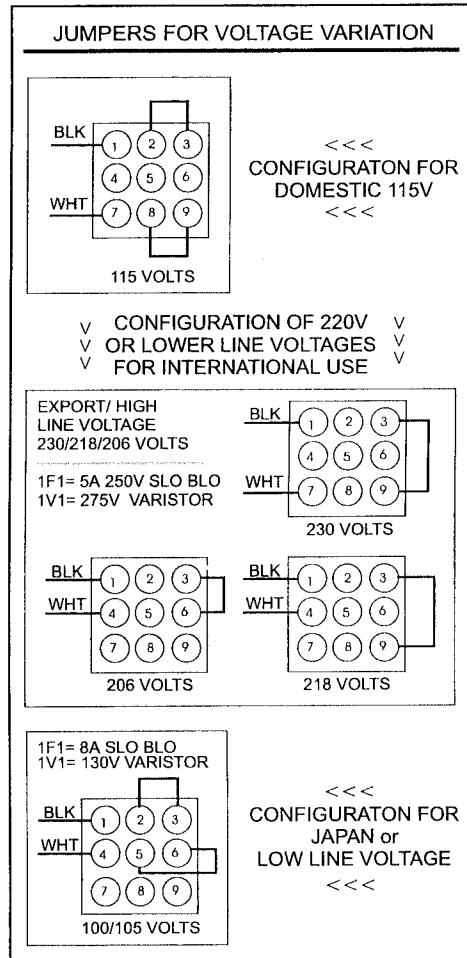 JUMPERS FOR VOLTAGE VARIATION
BLK
1 2 3
4 5 6
WHT
7 8 9
115 VOLTS
<<<
CONFIGURATON FOR
DOMESTIC 115V
<<<
V CONFIGURATION OF 220V V
V OR LOWER LINE VOLTAGES V
V FOR INTERNATIONAL USE V
EXPORT/ HIGH
LINE VOLTAGE
230/218/206 VOLTS
1F1= 5A 250V SLO BLO
1V1= 275V VARISTOR
BLK
1 2 3
4 5 6
WHT
7 8 9
230 VOLTS
BLK
1 2 3
WHT
4 5 6
7 8 9
206 VOLTS
BLK
1 2 3
WHT
4 5 6
7 8 9
218 VOLTS
1F1= 8A SLO BLO
1V1= 130V VARISTOR
BLK
1 2 3
WHT
4 5 6
7 8 9
100/105 VOLTS
<<<
CONFIGURATON FOR
JAPAN or
LOW LINE VOLTAGE
<<<